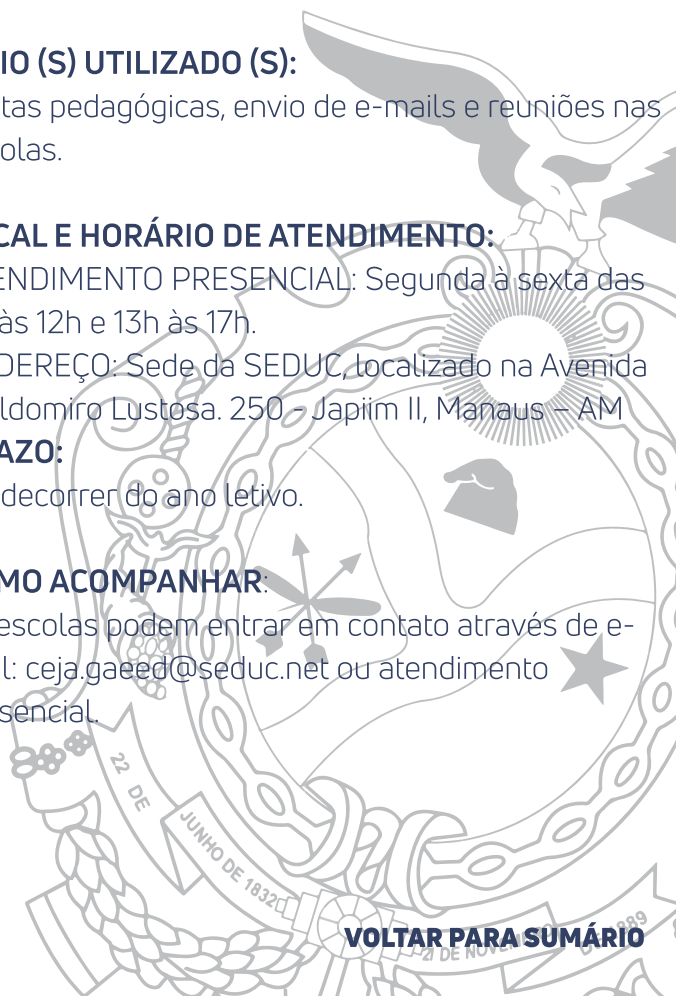 IO (S) UTILIZADO (S):
tas pedagógicas, envio de e-mails e reuniões nas
olas.
CAL E HORÁRIO DE ATENDIMENTO:
ENDIMENTO PRESENCIAL: Segunda à sexta das
às 12h e 13h às 17h.
DEREÇO: Sede da SEDUC, localizado na Avenida
ldomiro Lustosa. 250 - Japiim II, Manaus – AM
AZO:
decorrer do ano letivo.
MO ACOMPANHAR:
escolas podem entrar em contato através de e-
l: ceja.gaeed@seduc.net ou atendimento
sencial.
22 DE
JUNHO DE 1832
VOLTAR PARA SUMÁRIO
21 DE NOVEMBRO DE 1889